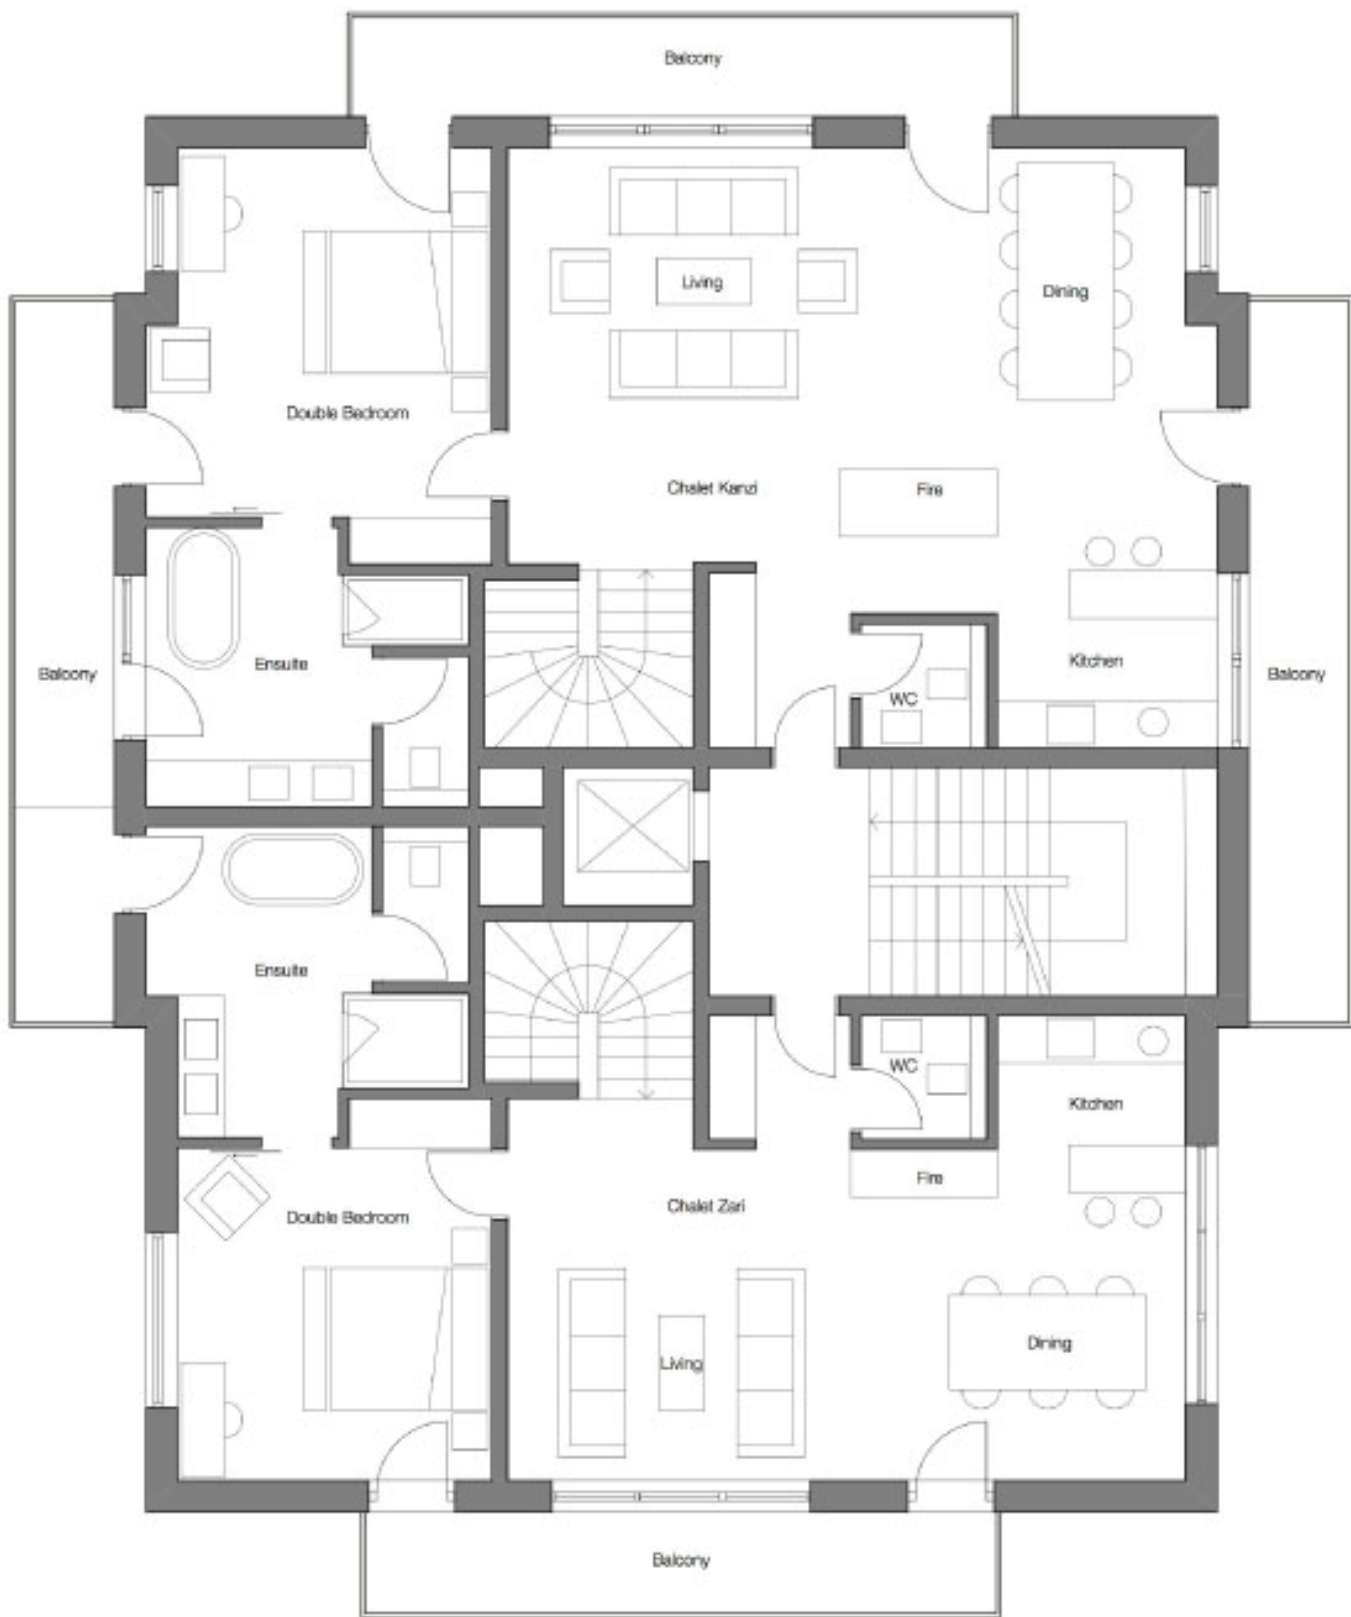 Balcony
Living
Dining
Double Bedroom
Chalet Kanzi
Fire
Ensuite
Kitchen
Balcony
Balcony
WC
Ensuite
WC
Kitchen
Fire
Chalet Zari
Double Bedroom
Dining
Living
Balcony